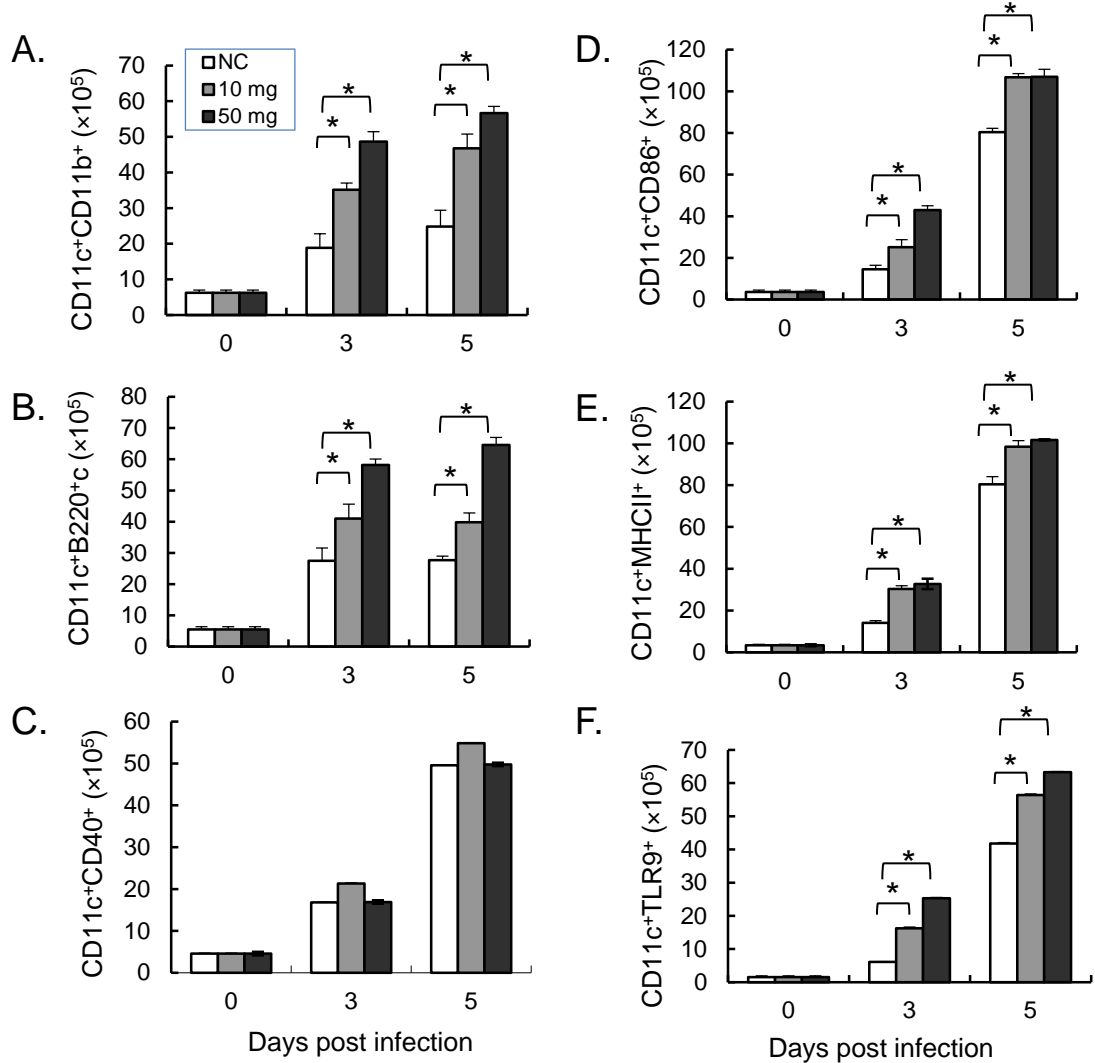 A.
CD11c⁺CD11b⁺ (×10⁵)
70
60
50
40
30
20
10
0
NC
10 mg
50 mg
*
*
*
*
0 3 5
B.
CD11c⁺B220⁺c (×10⁵)
80
70
60
50
40
30
20
10
0
*
*
*
*
0 3 5
C.
CD11c⁺CD40⁺ (×10⁵)
60
50
40
30
20
10
0
0 3 5
Days post infection
D.
CD11c⁺CD86⁺ (×10⁵)
120
100
80
60
40
20
0
*
*
*
*
0 3 5
E.
CD11c⁺MHCII⁺ (×10⁵)
120
100
80
60
40
20
0
*
*
*
*
0 3 5
F.
CD11c⁺TLR9⁺ (×10⁵)
70
60
50
40
30
20
10
0
*
*
*
*
0 3 5
Days post infection